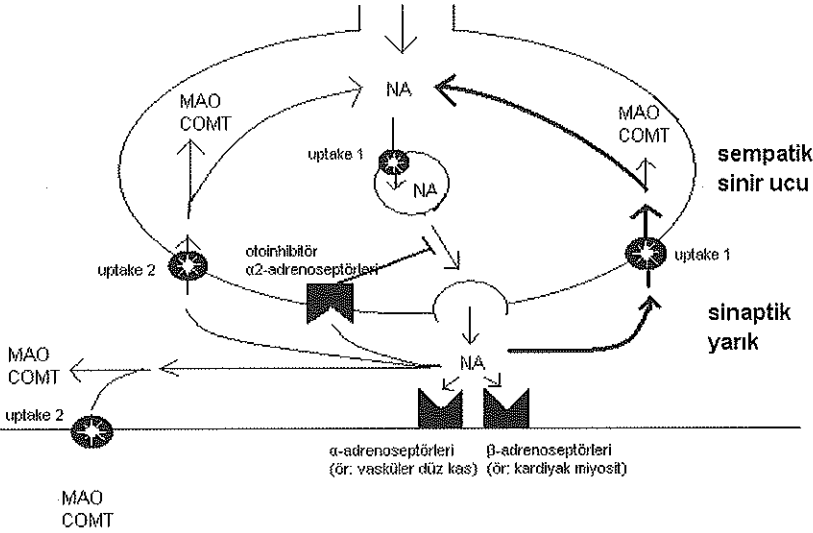 NA
MAO
COMT
MAO
COMT
uptake 1
NA
sempatik
sinir ucu
otoinhibitör
α2-adrenoseptörleri
uptake 2
uptake 1
sinaptik
yarık
MAO
COMT
NA
uptake 2
α-adrenoseptörleri
(ör: vasküler düz kas)
β-adrenoseptörleri
(ör: kardiyak miyosit)
MAO
COMT